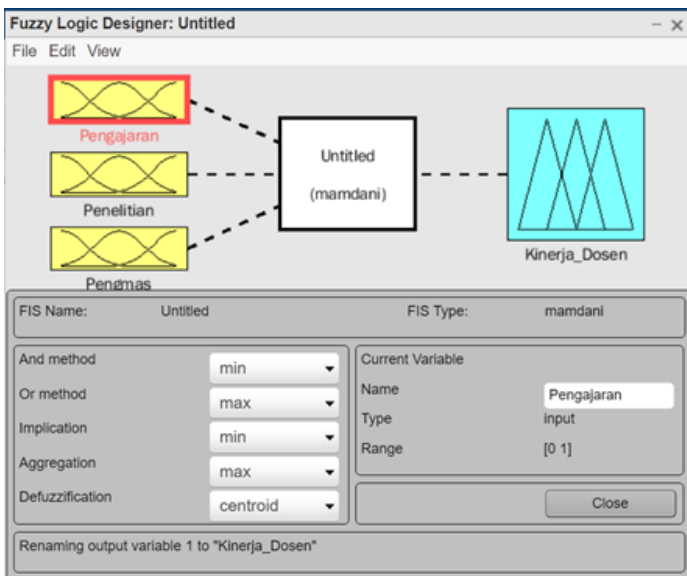 Fuzzy Logic Designer: Untitled
File Edit View
Pengajaran
Penelitian
Pengmas
Untitled
(mamdani)
Kinerja_Dosen
FIS Name: Untitled FIS Type: mamdani
And method min
Or method max
Implication min
Aggregation max
Defuzzification centroid
Current Variable
Name Pengajaran
Type input
Range [0 1]
Close
Renaming output variable 1 to "Kinerja_Dosen"